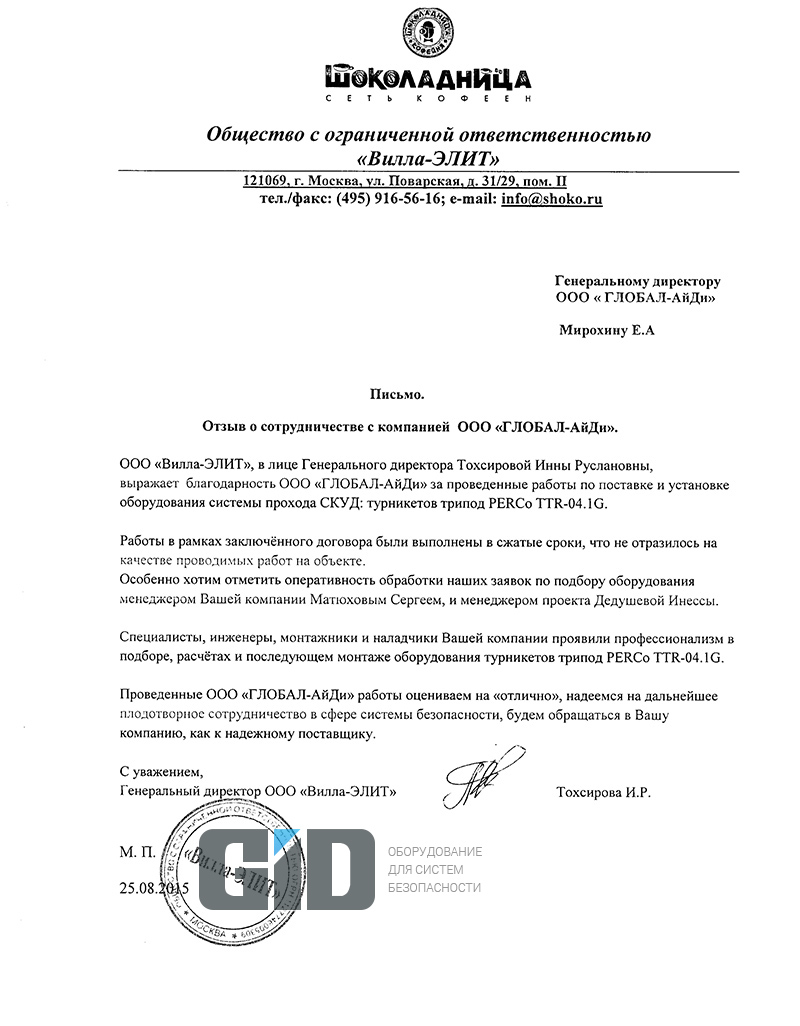 ШОКОЛАДНИЦА
КОФЕЙНЯ
ШОКОЛАДНИЦА
СЕТЬ КОФЕЕН
Общество с ограниченной ответственностью
«Вилла-ЭЛИТ»
121069, г. Москва, ул. Поварская, д. 31/29, пом. II
тел./факс: (495) 916-56-16; e-mail: info@shoko.ru
Генеральному директору
ООО « ГЛОБАЛ-АйДи»
Мирохину Е.А
Письмо.
Отзыв о сотрудничестве с компанией ООО «ГЛОБАЛ-АйДи».
ООО «Вилла-ЭЛИТ», в лице Генерального директора Тохсировой Инны Руслановны,
выражает благодарность ООО «ГЛОБАЛ-АйДи» за проведенные работы по поставке и установке
оборудования системы прохода СКУД: турникетов трипод PERCo TTR-04.1G.
Работы в рамках заключённого договора были выполнены в сжатые сроки, что не отразилось на
качестве проводимых работ на объекте.
Особенно хотим отметить оперативность обработки наших заявок по подбору оборудования
менеджером Вашей компании Матюховым Сергеем, и менеджером проекта Дедушевой Инессы.
Специалисты, инженеры, монтажники и наладчики Вашей компании проявили профессионализм в
подборе, расчётах и последующем монтаже оборудования турникетов трипод PERCo TTR-04.1G.
Проведенные ООО «ГЛОБАЛ-АйДи» работы оцениваем на «отлично», надеемся на дальнейшее
плодотворное сотрудничество в сфере системы безопасности, будем обращаться в Вашу
компанию, как к надежному поставщику.
С уважением,
Генеральный директор ООО «Вилла-ЭЛИТ»
Тохсирова И.Р.
М. П.
25.08.2015
«Вилла-ЭЛИТ»
МОСКВА
GID
ОБОРУДОВАНИЕ
ДЛЯ СИСТЕМ
БЕЗОПАСНОСТИ